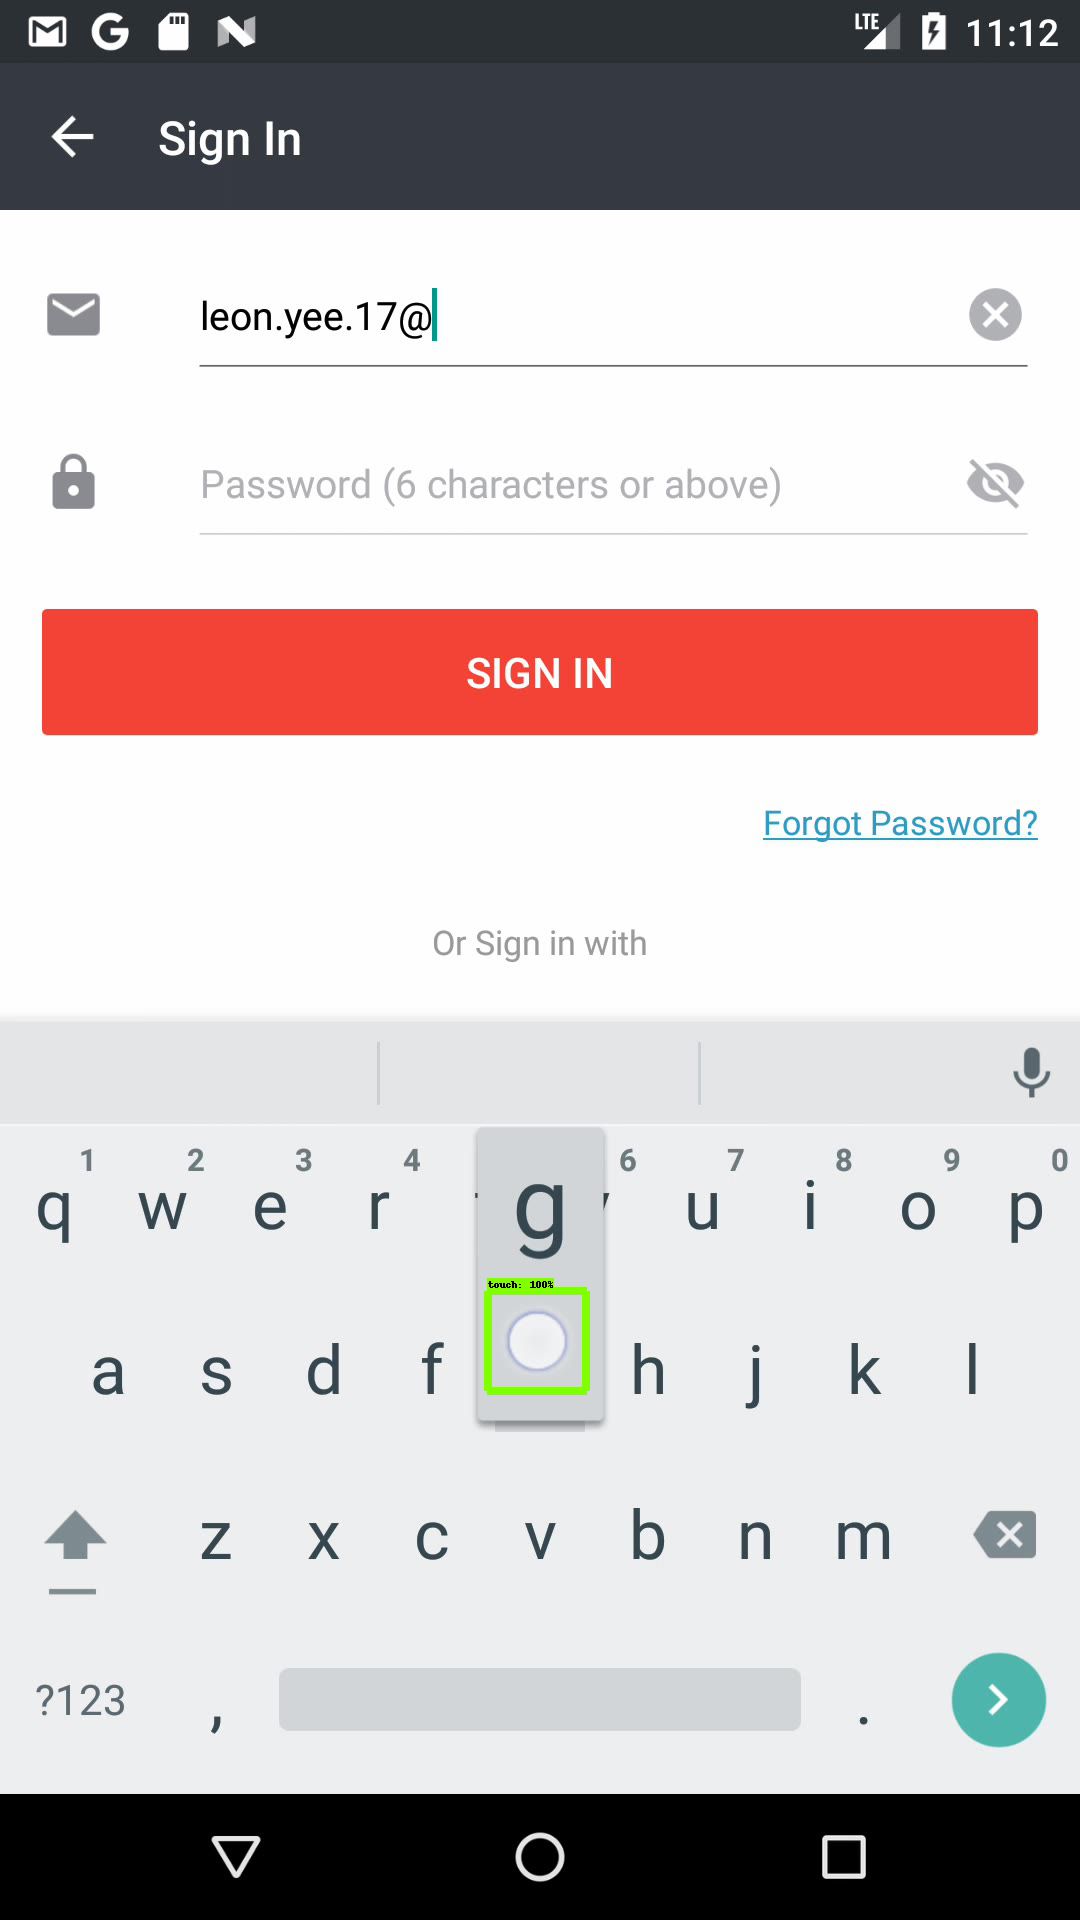 LTE 11:12
Sign In
leon.yee.17@
Password (6 characters or above)
SIGN IN
Forgot Password?
Or Sign in with
1 2 3 4 6 7 8 9 0
q w e r g u i o p
touch: 100%
a s d f h j k l
z x c v b n m
?123 , .